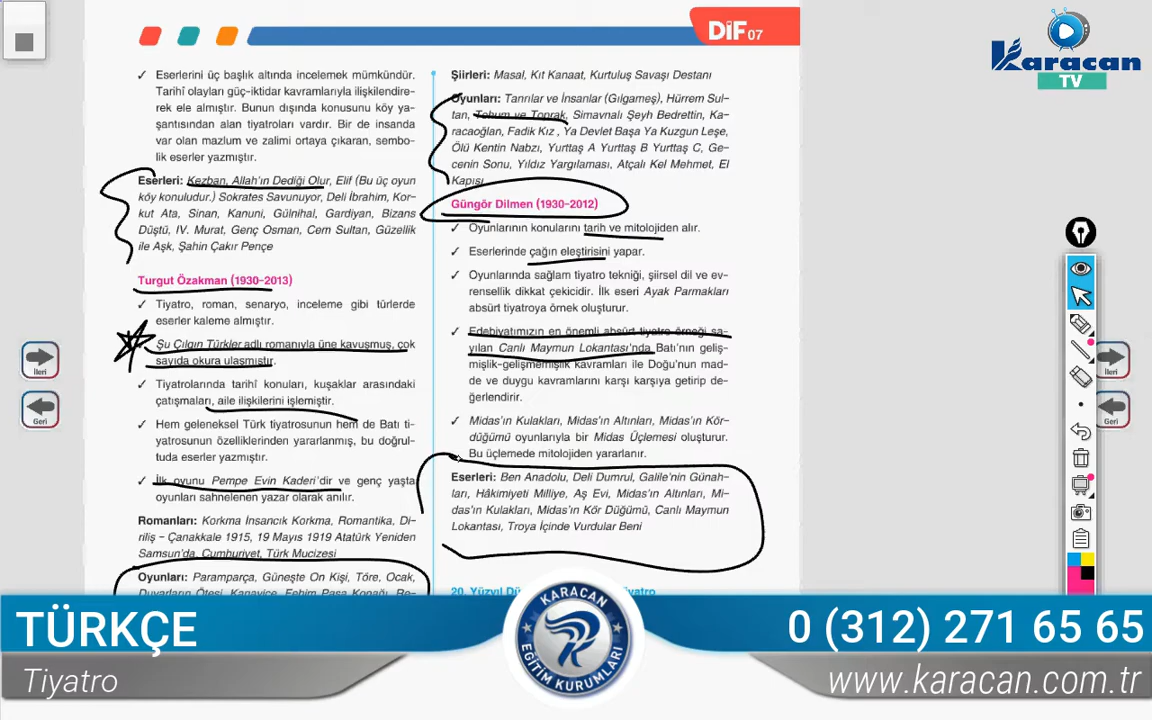 DİF 07
Karacan
TV
✓ Eserlerini üç başlık altında incelemek mümkündür.
Tarihî olayları güç-iktidar kavramlarıyla ilişkilendire-
rek ele almıştır. Bunun dışında konusunu köy ya-
şantısından alan tiyatroları vardır. Bir de insanda
var olan mazlum ve zalimi ortaya çıkaran, sembo-
lik eserler yazmıştır.
Eserleri: Kezban, Allah'ın Dediği Olur, Elif (Bu üç oyun
köy konuludur.) Sokrates Savunuyor, Deli İbrahim, Kor-
kut Ata, Sinan, Kanuni, Gülnihal, Gardiyan, Bizans
Düştü, IV. Murat, Genç Osman, Cem Sultan, Güzellik
ile Aşk, Şahin Çakır Pençe
Turgut Özakman (1930-2013)
✓ Tiyatro, roman, senaryo, inceleme gibi türlerde
eserler kaleme almıştır.
Şu Çılgın Türkler adlı romanıyla üne kavuşmuş, çok
sayıda okura ulaşmıştır.
✓ Tiyatrolarında tarihî konuları, kuşaklar arasındaki
çatışmaları, aile ilişkilerini işlemiştir.
✓ Hem geleneksel Türk tiyatrosunun hem de Batı ti-
yatrosunun özelliklerinden yararlanmış, bu doğrul-
tuda eserler yazmıştır.
✓ İlk oyunu Pempe Evin Kaderi'dir ve genç yaşta
oyunları sahnelenen yazar olarak anılır.
Romanları: Korkma İnsancık Korkma, Romantika, Di-
riliş - Çanakkale 1915, 19 Mayıs 1919 Atatürk Yeniden
Samsun'da, Cumhuriyet, Türk Mucizesi
Oyunları: Paramparça, Güneşte On Kişi, Töre, Ocak,
Duvarların Ötesi, Kanaviçe, Fehim Paşa Konağı, Re-
Şiirleri: Masal, Kıt Kanaat, Kurtuluş Savaşı Destanı
Oyunları: Tanrılar ve İnsanlar (Gılgameş), Hürrem Sul-
tan, Tohum ve Toprak, Simavnalı Şeyh Bedrettin, Ka-
racaoğlan, Fadik Kız , Ya Devlet Başa Ya Kuzgun Leşe,
Ölü Kentin Nabzı, Yurttaş A Yurttaş B Yurttaş C, Ge-
cenin Sonu, Yıldız Yargılaması, Atçalı Kel Mehmet, El
Kapısı
Güngör Dilmen (1930-2012)
✓ Oyunlarının konularını tarih ve mitolojiden alır.
✓ Eserlerinde çağın eleştirisini yapar.
✓ Oyunlarında sağlam tiyatro tekniği, şiirsel dil ve ev-
rensellik dikkat çekicidir. İlk eseri Ayak Parmakları
absürt tiyatroya örnek oluşturur.
✓ Edebiyatımızın en önemli absürt tiyatro örneği sa-
yılan Canlı Maymun Lokantası'nda Batı'nın geliş-
mişlik-gelişmemişlik kavramları ile Doğu'nun mad-
de ve duygu kavramlarını karşı karşıya getirip de-
ğerlendirir.
✓ Midas'ın Kulakları, Midas'ın Altınları, Midas'ın Kör-
düğümü oyunlarıyla bir Midas Üçlemesi oluşturur.
Bu üçlemede mitolojiden yararlanır.
Eserleri: Ben Anadolu, Deli Dumrul, Galile'nin Günah-
ları, Hâkimiyeti Milliye, Aş Evi, Midas'ın Altınları, Mi-
das'ın Kulakları, Midas'ın Kör Düğümü, Canlı Maymun
Lokantası, Troya İçinde Vurdular Beni
20. Yüzyıl
İleri
Geri
İleri
Geri
TÜRKÇE
Tiyatro
KARACAN
EĞİTİM KURUMLARI
0 (312) 271 65 65
www.karacan.com.tr